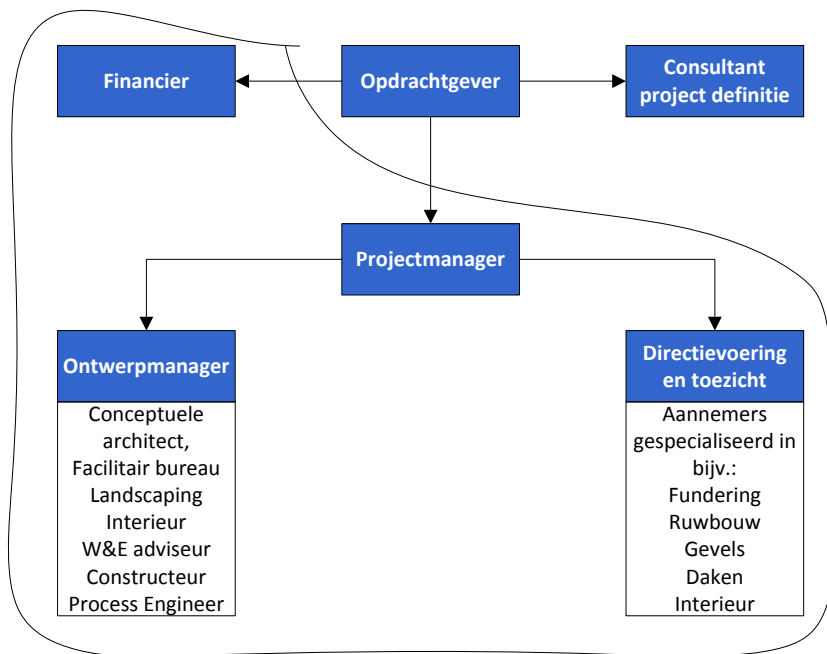 Financier
Opdrachtgever
Consultant
project definitie
Projectmanager
Ontwerpmanager
Conceptuele
architect,
Facilitair bureau
Landscaping
Interieur
W&E adviseur
Constructeur
Process Engineer
Directievoering
en toezicht
Aannemers
gespecialiseerd in
bijv.:
Fundering
Ruwbouw
Gevels
Daken
Interieur